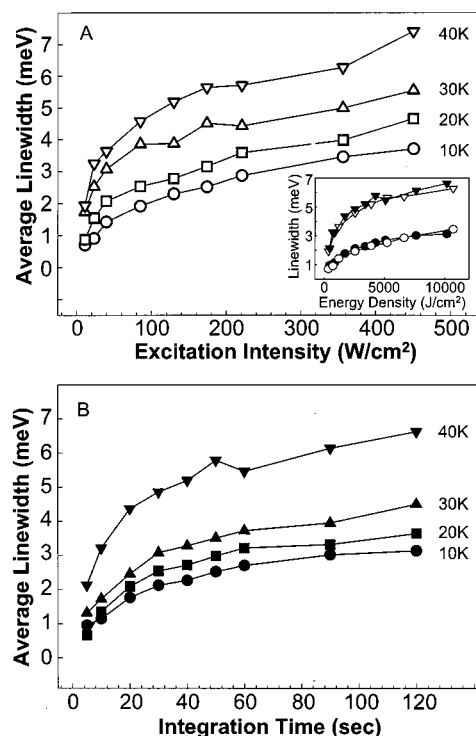 A
Average Linewidth (meV)
7
6
5
4
3
2
1
0
40K
30K
20K
10K
Linewidth (meV)
7
5
3
1
0 5000 10000
Energy Density (J/cm²)
0 100 200 300 400 500
Excitation Intensity (W/cm²)
B
Average Linewidth (meV)
7
6
5
4
3
2
1
0
40K
30K
20K
10K
0 20 40 60 80 100 120
Integration Time (sec)